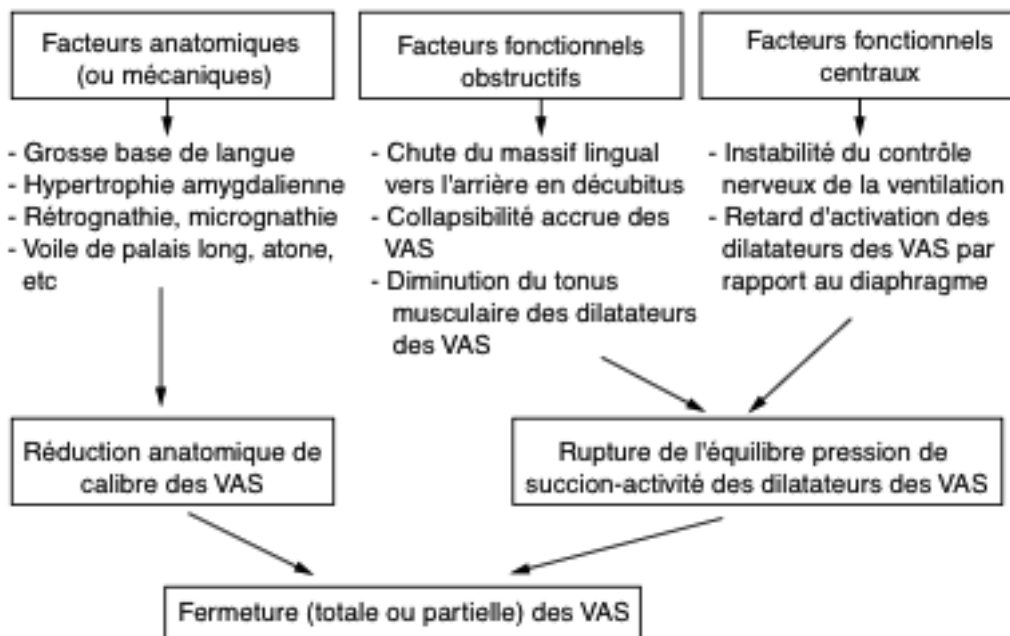 Facteurs anatomiques
(ou mécaniques)
- Grosse base de langue
- Hypertrophie amygdalienne
- Rétrognathie, micrognathie
- Voile de palais long, atone,
etc
Facteurs fonctionnels
obstructifs
- Chute du massif lingual
vers l'arrière en décubitus
- Collapsibilité accrue des
VAS
- Diminution du tonus
musculaire des dilatateurs
des VAS
Facteurs fonctionnels
centraux
- Instabilité du contrôle
nerveux de la ventilation
- Retard d'activation des
dilatateurs des VAS par
rapport au diaphragme
Réduction anatomique de
calibre des VAS
Rupture de l'équilibre pression de
succion-activité des dilatateurs des VAS
Fermeture (totale ou partielle) des VAS